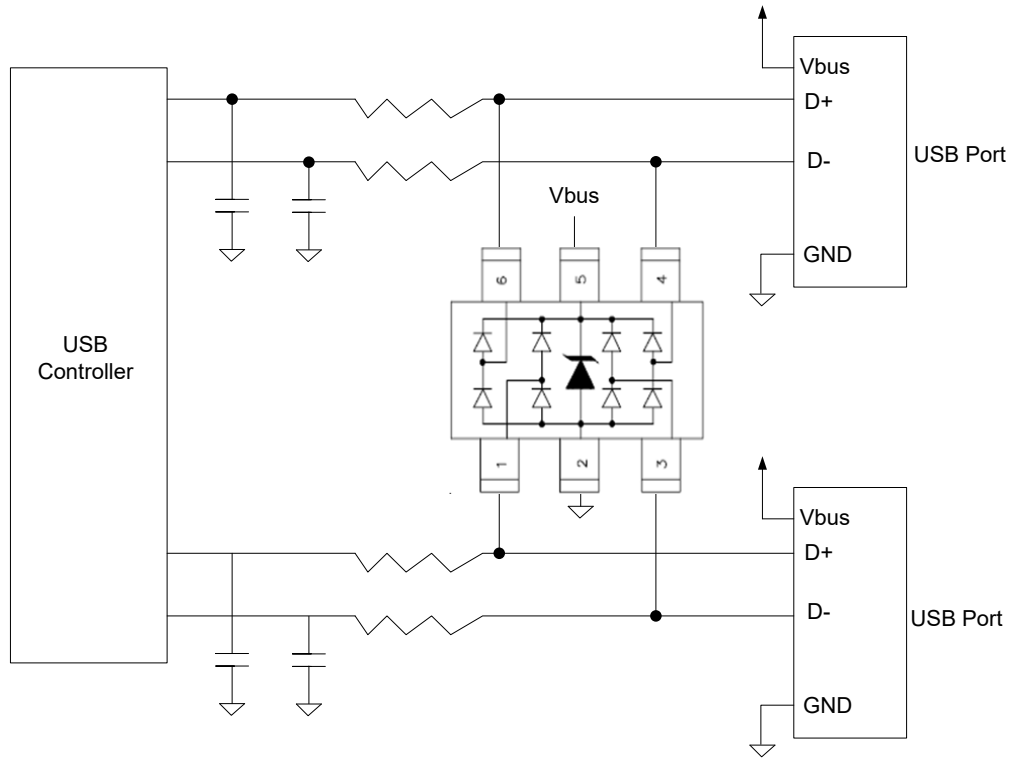 Vbus
D+
D-
GND
USB Port
Vbus
6
5
4
USB
Controller
1
2
3
Vbus
D+
D-
GND
USB Port